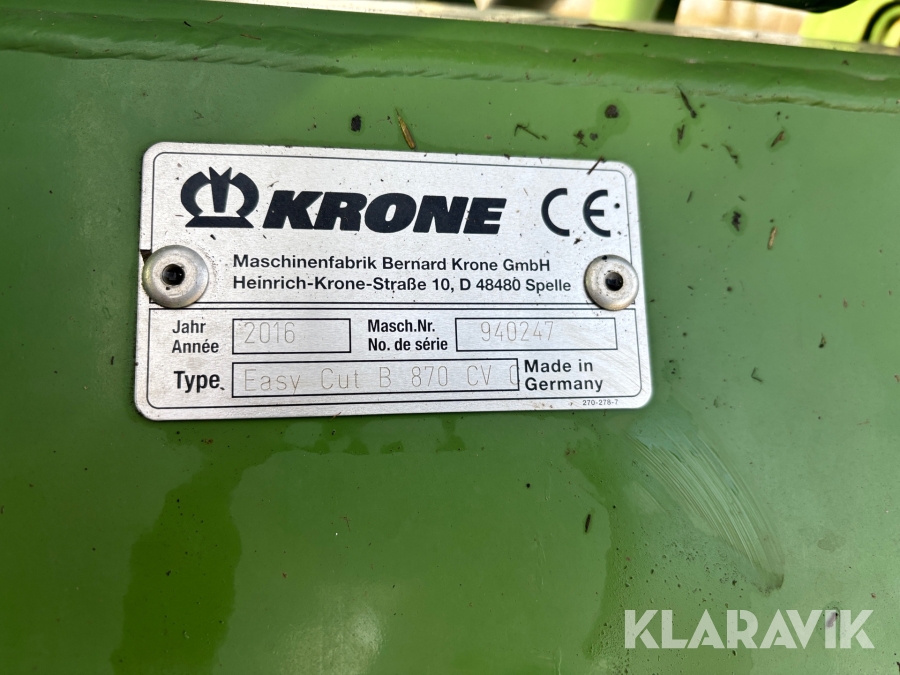 KRONE CE
Maschinenfabrik Bernard Krone GmbH
Heinrich-Krone-Straße 10, D 48480 Spelle
Jahr
Année
2016
Masch.Nr.
No. de série
940247
Type
Easy Cut B 870 CV
Made in
Germany
270-278-7
KLARAVIK